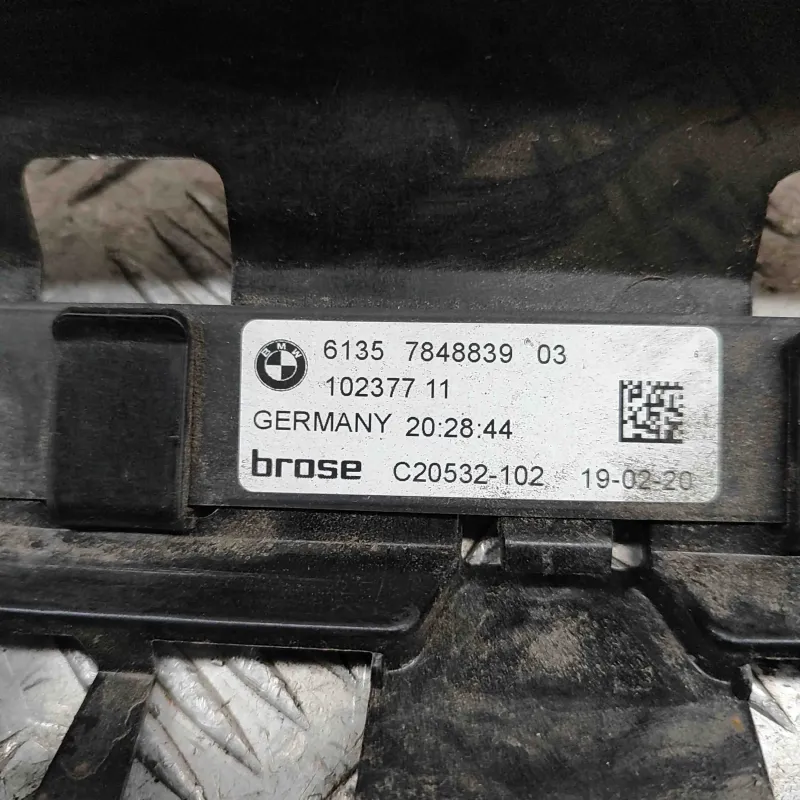 BMW
6135 7848839 03
102377 11
GERMANY 20:28:44
brose C20532-102 19-02-20